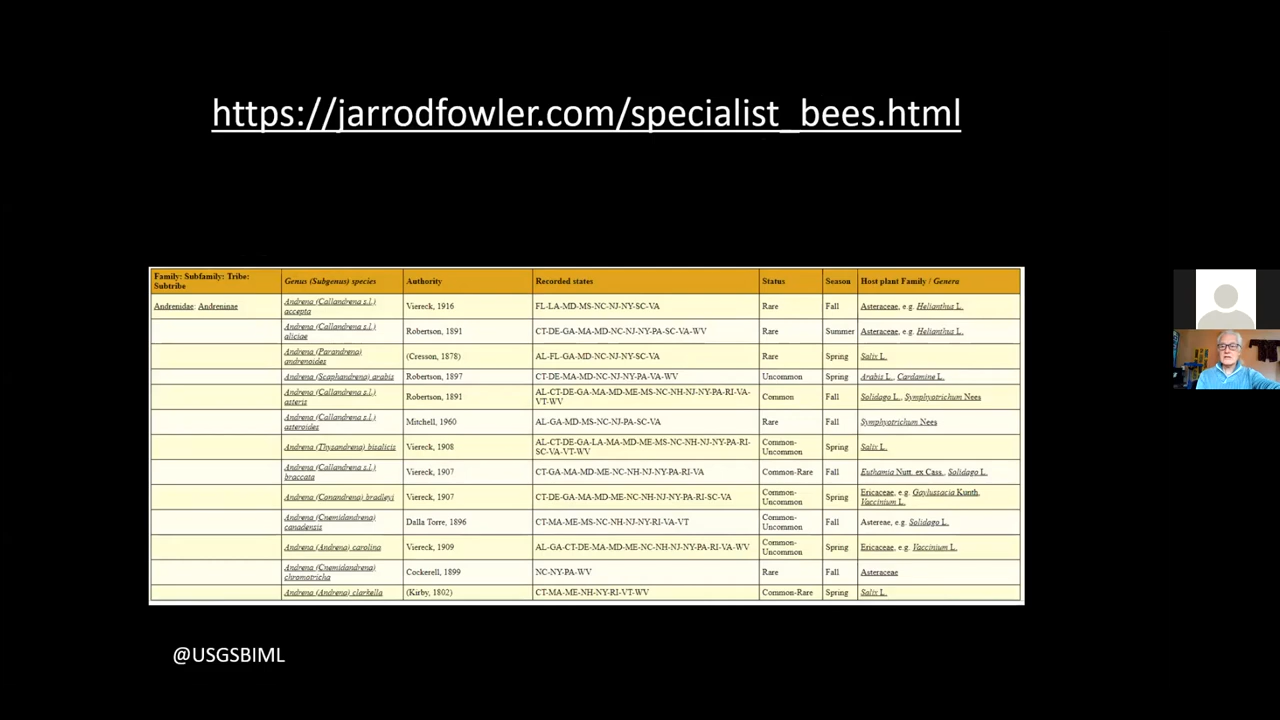 https://jarrodfowler.com/specialist_bees.html
Family: Subfamily: Tribe: Subtribe Genus (Subgenus) species Authority Recorded states Status Season Host plant Family / Genera
Andrenidae: Andreninae Andrena (Callandrena s.l.) accepta Viereck, 1916 FL-LA-MD-MS-NC-NJ-NY-SC-VA Rare Fall Asteraceae, e.g. Helianthus L.
Andrena (Callandrena s.l.) aliciae Robertson, 1891 CT-DE-GA-MA-MD-NC-NJ-NY-PA-SC-VA-WV Rare Summer Asteraceae, e.g. Helianthus L.
Andrena (Parandrena) andrenoides (Cresson, 1878) AL-FL-GA-MD-NC-NJ-NY-SC-VA Rare Spring Salix L.
Andrena (Scaphandrena) arabis Robertson, 1897 CT-DE-MA-MD-NC-NJ-NY-PA-VA-WV Uncommon Spring Arabis L., Cardamine L.
Andrena (Callandrena s.l.) asteris Robertson, 1891 AL-CT-DE-GA-MA-MD-ME-MS-NC-NH-NJ-NY-PA-RI-VA-VT-WV Common Fall Solidago L., Symphyotrichum Nees
Andrena (Callandrena s.l.) asteroides Mitchell, 1960 AL-GA-MD-MS-NC-NJ-PA-SC-VA Rare Fall Symphyotrichum Nees
Andrena (Thysandrena) bisalicis Viereck, 1908 AL-CT-DE-GA-LA-MA-MD-ME-MS-NC-NH-NJ-NY-PA-RI-SC-VA-VT-WV Common-Uncommon Spring Salix L.
Andrena (Callandrena s.l.) braccata Viereck, 1907 CT-GA-MA-MD-ME-NC-NH-NJ-NY-PA-RI-VA Common-Rare Fall Euthamia Nutt. ex Cass., Solidago L.
Andrena (Conandrena) bradleyi Viereck, 1907 CT-DE-GA-MA-MD-ME-NC-NH-NJ-NY-PA-RI-SC-VA Common-Uncommon Spring Ericaceae, e.g. Gaylussacia Kunth, Vaccinium L.
Andrena (Cnemidandrena) canadensis Dalla Torre, 1896 CT-MA-ME-MS-NC-NH-NJ-NY-RI-VA-VT Common-Uncommon Fall Astereae, e.g. Solidago L.
Andrena (Andrena) carolina Viereck, 1909 AL-GA-CT-DE-MA-MD-ME-NC-NH-NJ-NY-PA-RI-VA-WV Common-Uncommon Spring Ericaceae, e.g. Vaccinium L.
Andrena (Cnemidandrena) chromotricha Cockerell, 1899 NC-NY-PA-WV Rare Fall Asteraceae
Andrena (Andrena) clarkella (Kirby, 1802) CT-MA-ME-NH-NY-RI-VT-WV Common-Rare Spring Salix L.
@USGSBIML